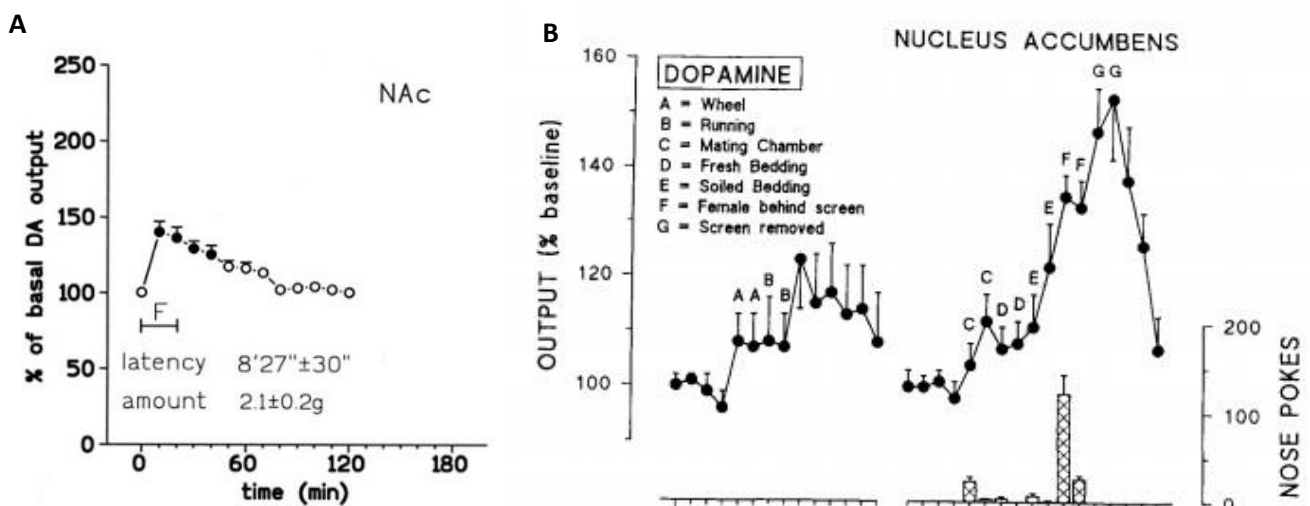 A
250
200
150
100
50
0
% of basal DA output
NAc
F
latency 8'27"±30"
amount 2.1±0.2g
0 60 120 180
time (min)
B
NUCLEUS ACCUMBENS
160
140
120
100
OUTPUT (% baseline)
DOPAMINE
A = Wheel
B = Running
C = Mating Chamber
D = Fresh Bedding
E = Soiled Bedding
F = Female behind screen
G = Screen removed
A A B B
C C D D E E F F G G
200
100
0
NOSE POKES